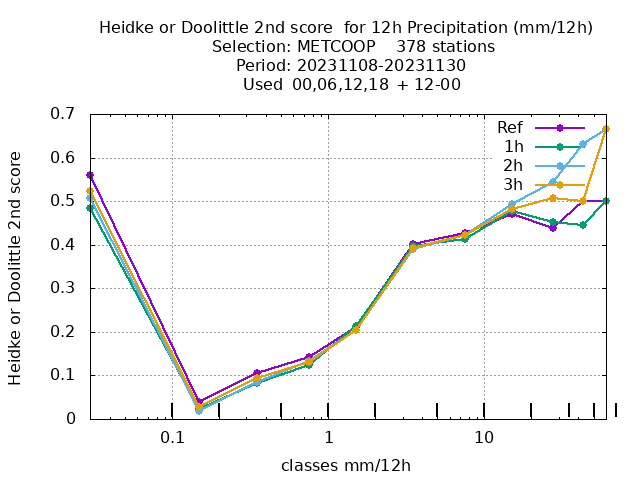 Heidke or Doolittle 2nd score  for 12h Precipitation (mm/12h)
Selection: METCOOP    378 stations
Period: 20231108-20231130
Used  00,06,12,18  + 12-00
Heidke or Doolittle 2nd score
0.7
0.6
0.5
0.4
0.3
0.2
0.1
0
Ref
1h
2h
3h
0.1
1
10
classes mm/12h